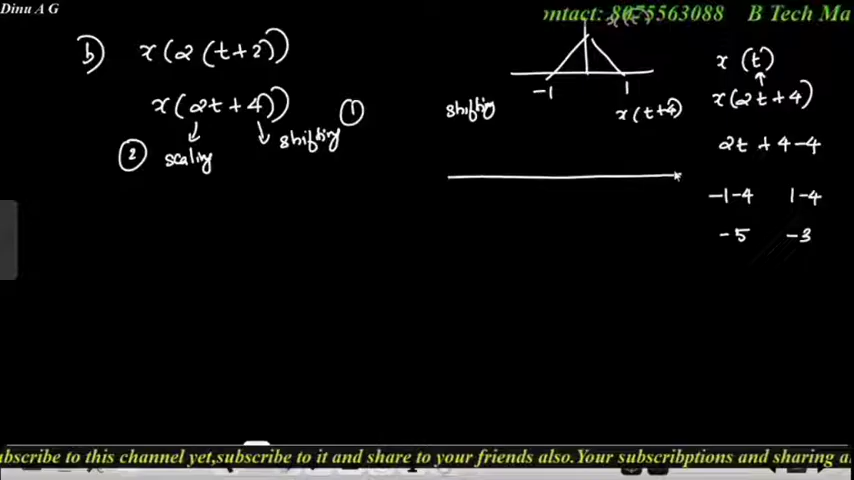 Dinu A G
ontact: 8075563088 B Tech Ma
b) x(2(t+2))
x(2t+4))
shifting ①
② scaling
x(t)
-1 1
shifting x(t+4)
x(t)
x(2t+4)
2t+4-4
-1-4 1-4
-5 -3
ubscribe to this channel yet,subscribe to it and share to your friends also.Your subscribptions and sharing a